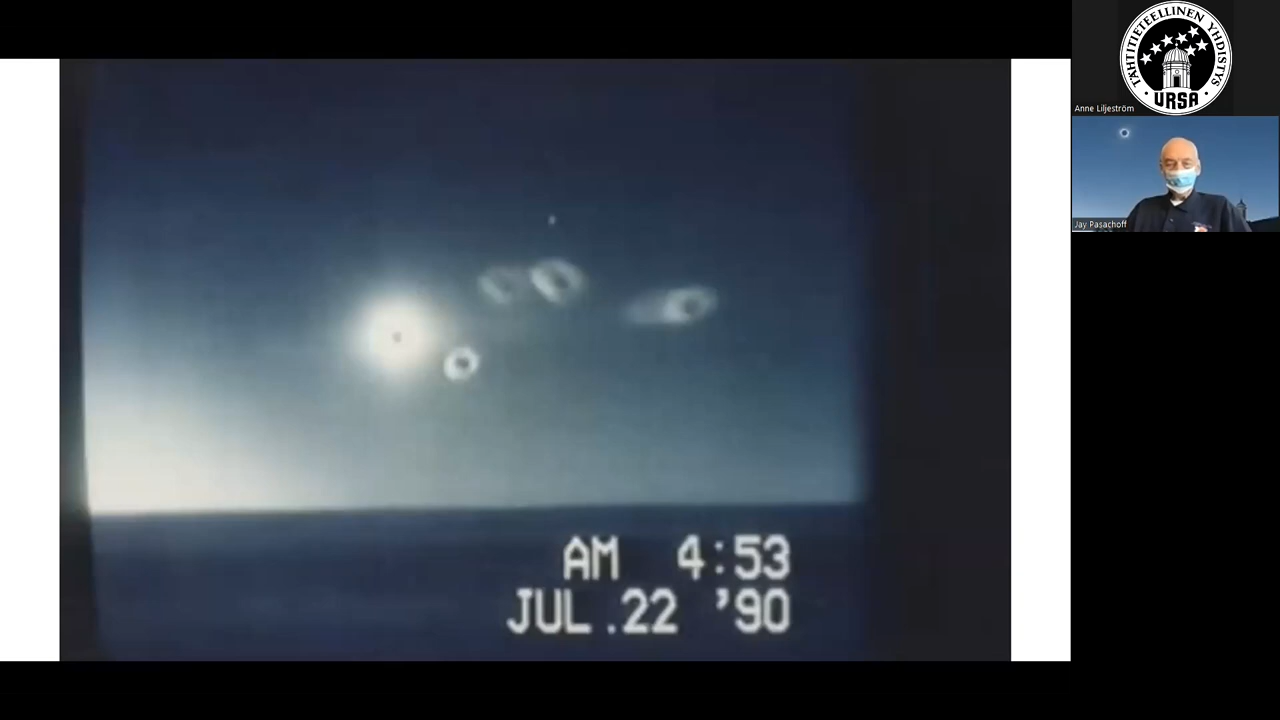 AM 4:53
JUL.22 '90
TÄHTITIETEELLINEN YHDISTYS
· URSA ·
Anne Liljeström
Jay Pasachoff